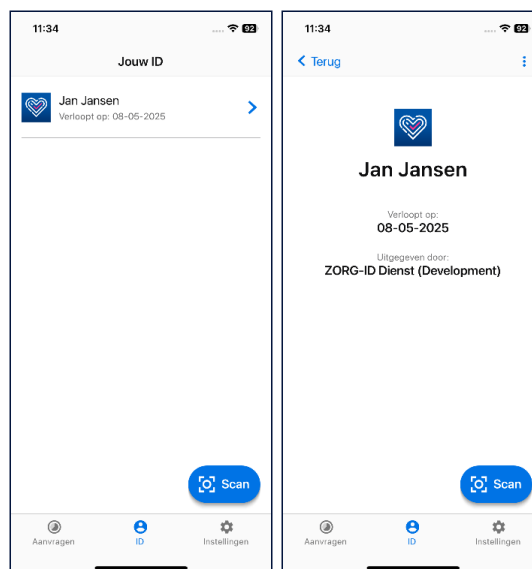 11:34
92
Jouw ID
Jan Jansen
Verloopt op: 08-05-2025
Scan
Aanvragen
ID
Instellingen
11:34
92
Terug
Jan Jansen
Verloopt op:
08-05-2025
Uitgegeven door:
ZORG-ID Dienst (Development)
Scan
Aanvragen
ID
Instellingen